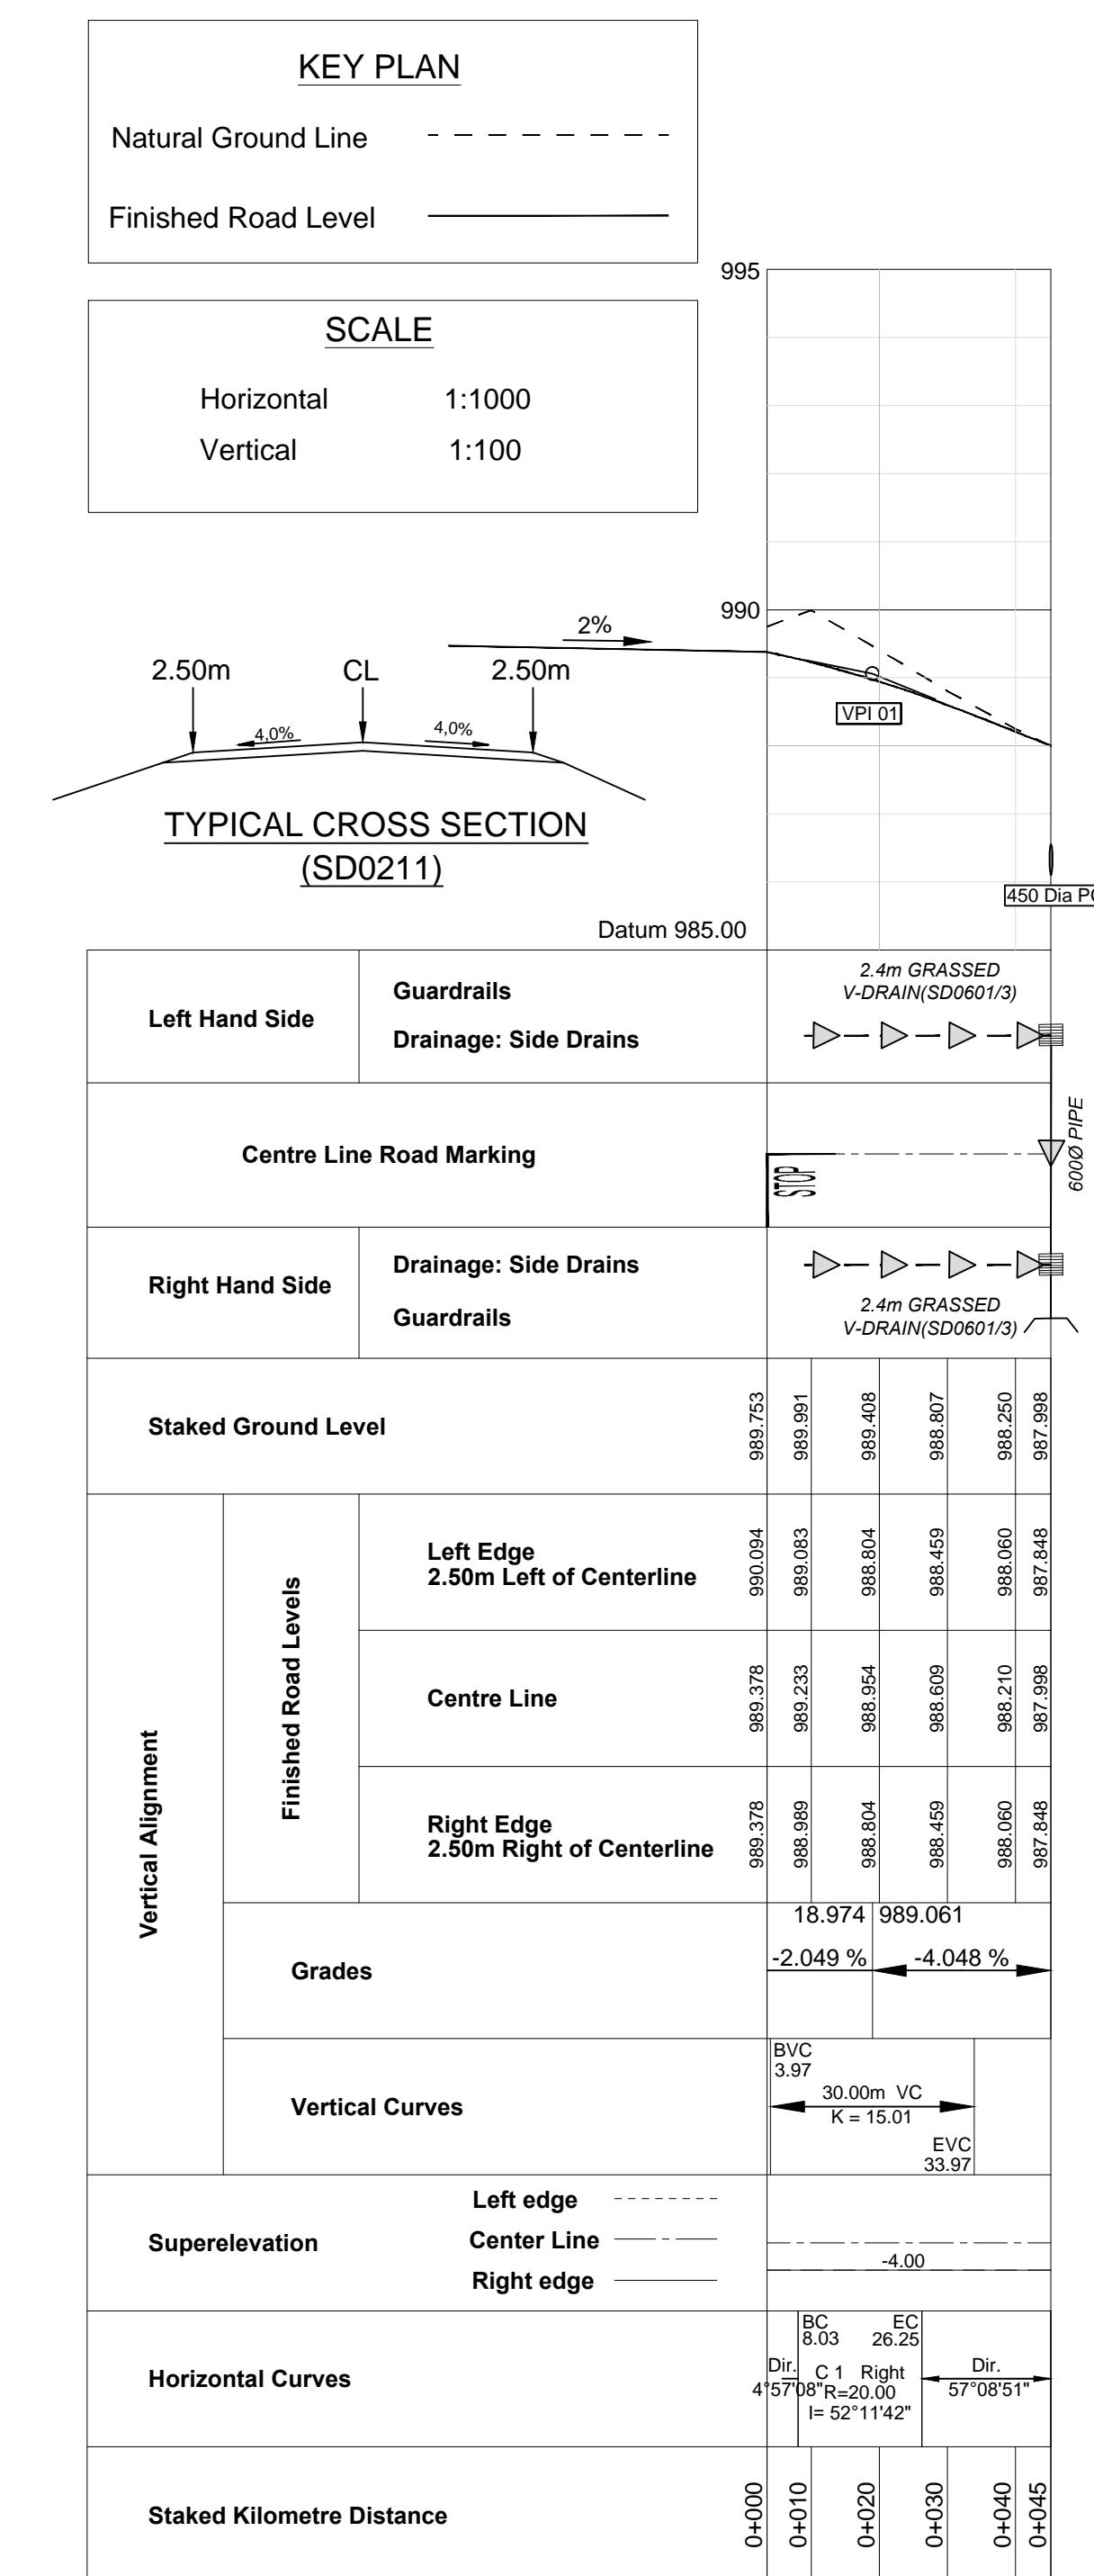 KEY PLAN
Natural Ground Line
Finished Road Level
SCALE
Horizontal 1:1000
Vertical 1:100
995
990
2%
2.50m CL 2.50m
4,0% 4,0%
VPI 01
TYPICAL CROSS SECTION
(SD0211)
450 Dia
Datum 985.00
Left Hand Side
Guardrails
Drainage: Side Drains
2.4m GRASSED
V-DRAIN(SD0601/3)
Centre Line Road Marking
STOP
600Ø PIPE
Right Hand Side
Drainage: Side Drains
Guardrails
2.4m GRASSED
V-DRAIN(SD0601/3)
Staked Ground Level
989.753 989.991 989.408 988.807 988.250 987.998
Vertical Alignment
Finished Road Levels
Left Edge
2.50m Left of Centerline
990.094 989.083 988.804 988.459 988.060 987.848
Centre Line
989.378 989.233 988.954 988.609 988.210 987.998
Right Edge
2.50m Right of Centerline
989.378 988.989 988.804 988.459 988.060 987.848
Grades
18.974 989.061
-2.049 % -4.048 %
Vertical Curves
BVC
3.97
30.00m VC
K = 15.01
EVC
33.97
Superelevation
Left edge
Center Line
Right edge
-4.00
Horizontal Curves
Dir.
4°57'08"
BC
8.03
EC
26.25
C 1 Right
R=20.00
I= 52°11'42"
Dir.
57°08'51"
Staked Kilometre Distance
0+000 0+010 0+020 0+030 0+040 0+045